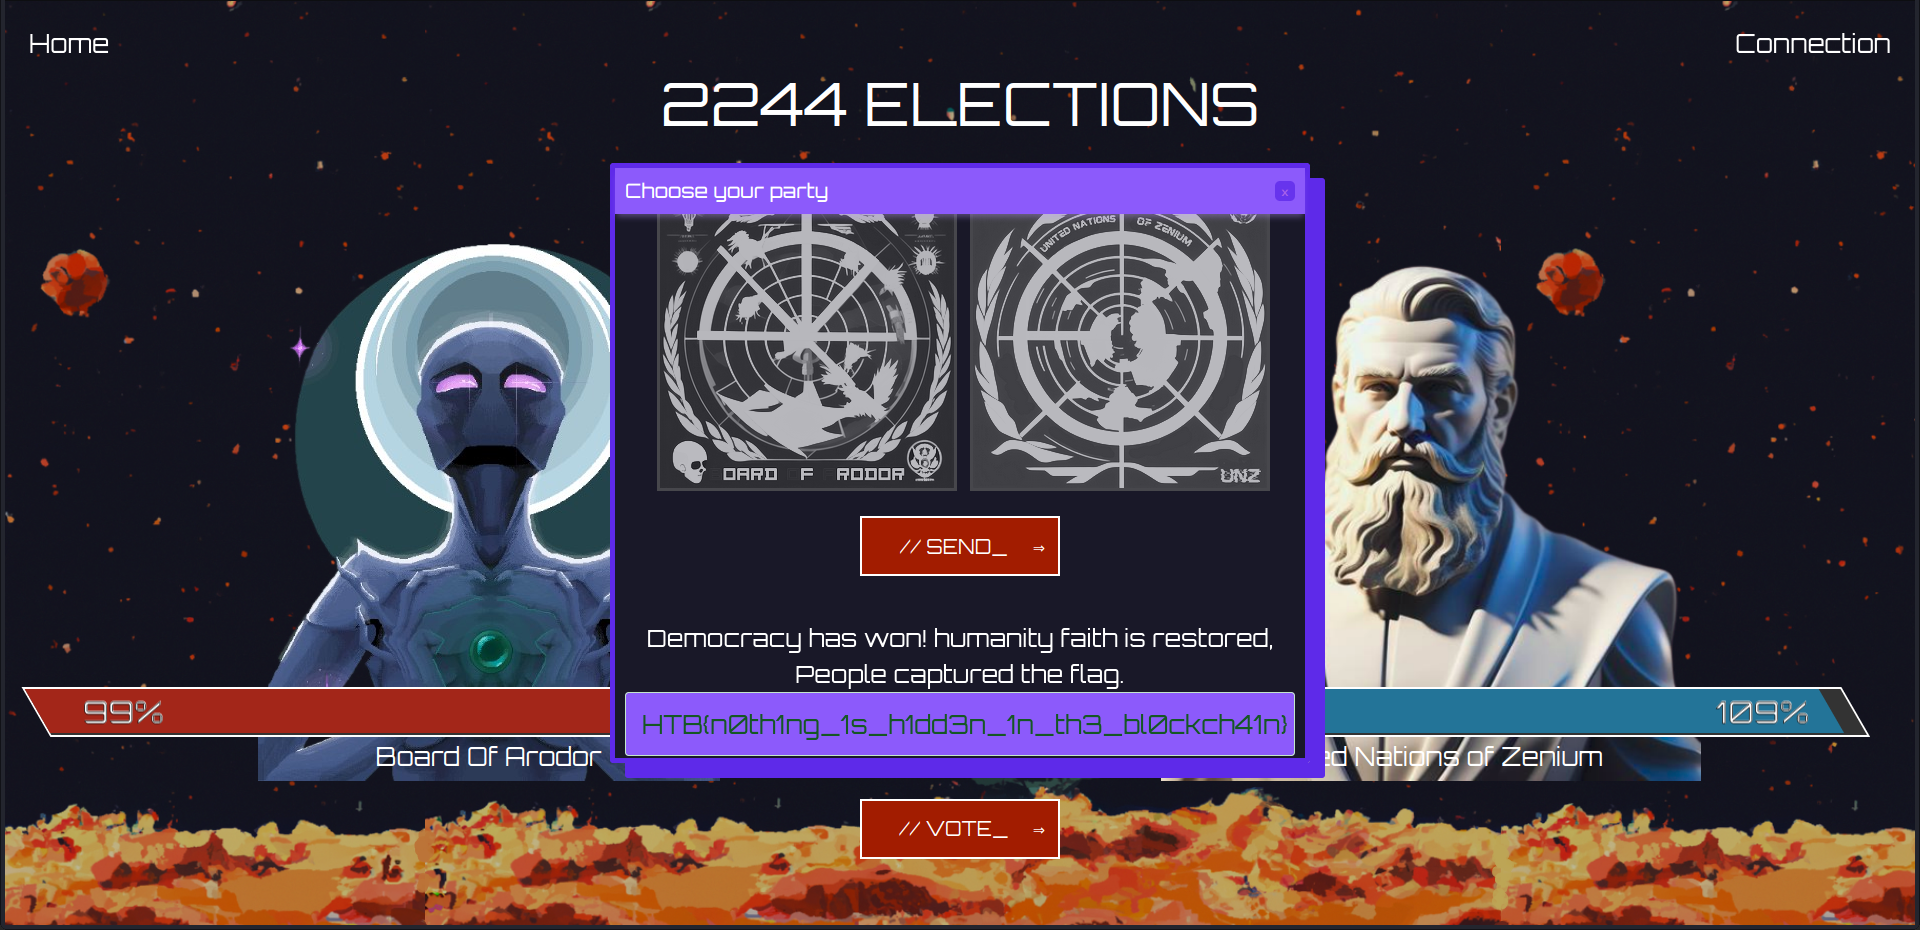 Home
Connection
2244 ELECTIONS
Choose your party
x
UNITED NATIONS OF ZENIUM
OARD F RODOR
UNZ
// SEND_ ⇒
Democracy has won! humanity faith is restored,
People captured the flag.
HTB{n0th1ng_1s_h1dd3n_1n_th3_bl0ckch41n}
99%
109%
Board Of Arodor
ed Nations of Zenium
// VOTE_ ⇒